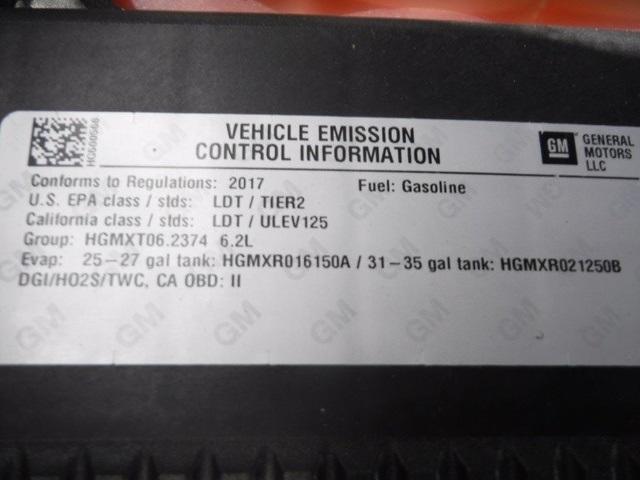 VEHICLE EMISSION
CONTROL INFORMATION
GM
GENERAL
MOTORS
LLC
Conforms to Regulations: 2017 Fuel: Gasoline
U.S. EPA class / stds: LDT / TIER2
California class / stds: LDT / ULEV125
Group: HGMXT06.2374 6.2L
Evap: 25–27 gal tank: HGMXR016150A / 31–35 gal tank: HGMXR021250B
DGI/HO2S/TWC, CA OBD: II